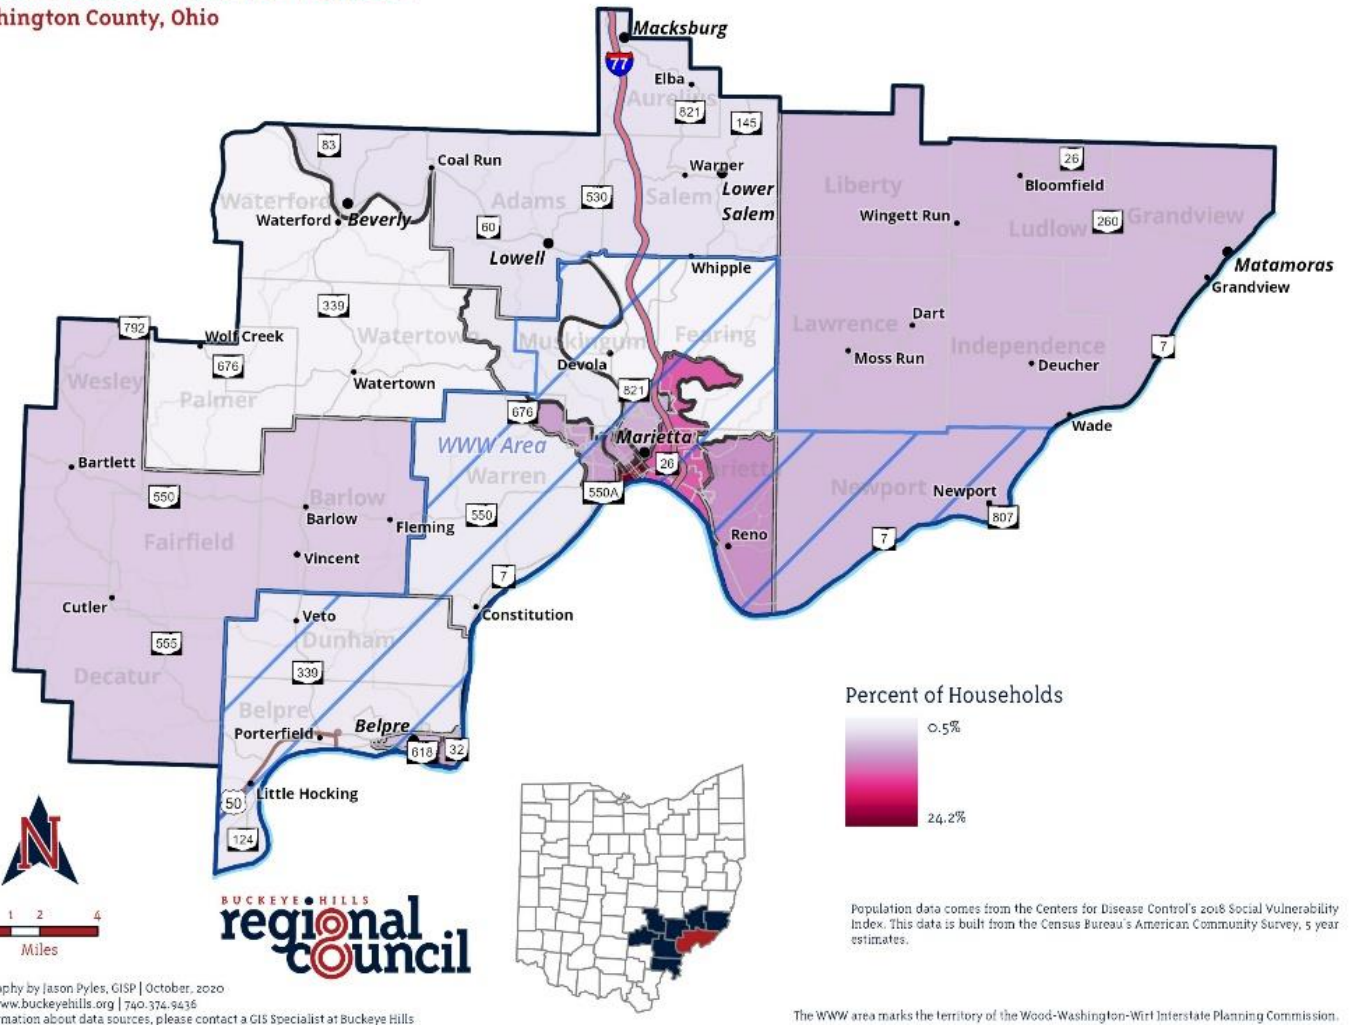 hington County, Ohio
Macksburg
77
Elba
Aurelius
821
145
83
Coal Run
Warner
26
Bloomfield
Waterford
Adams
530
Salem
Lower
Salem
Liberty
Waterford
Beverly
60
Wingett Run
Ludlow
260
Grandview
Lowell
Whipple
Matamoras
Grandview
339
792
Wolf Creek
Watertown
Muskingum
Fearing
Lawrence
Dart
Independence
7
676
Devola
Moss Run
Deucher
Wesley
Palmer
Watertown
821
676
Wade
WWW Area
Marietta
Bartlett
Warren
26
arietta
Newport
Newport
550
Barlow
Barlow
Fleming
550
550A
807
Fairfield
Vincent
Reno
7
7
Cutler
Veto
Constitution
555
Dunham
339
Decatur
Belpre
Porterfield
Belpre
618
32
Little Hocking
50
124
Percent of Households
0.5%
24.2%
N
1 2 4
Miles
BUCKEYE HILLS
regional
council
Population data comes from the Centers for Disease Control's 2018 Social Vulnerability
Index. This data is built from the Census Bureau's American Community Survey, 5 year
estimates.
aphy by Jason Pyles, GISP | October, 2020
ww.buckeyehills.org | 740.374.9436
rmation about data sources, please contact a GIS Specialist at Buckeye Hills
The WWW area marks the territory of the Wood-Washington-Wirt Interstate Planning Commission.